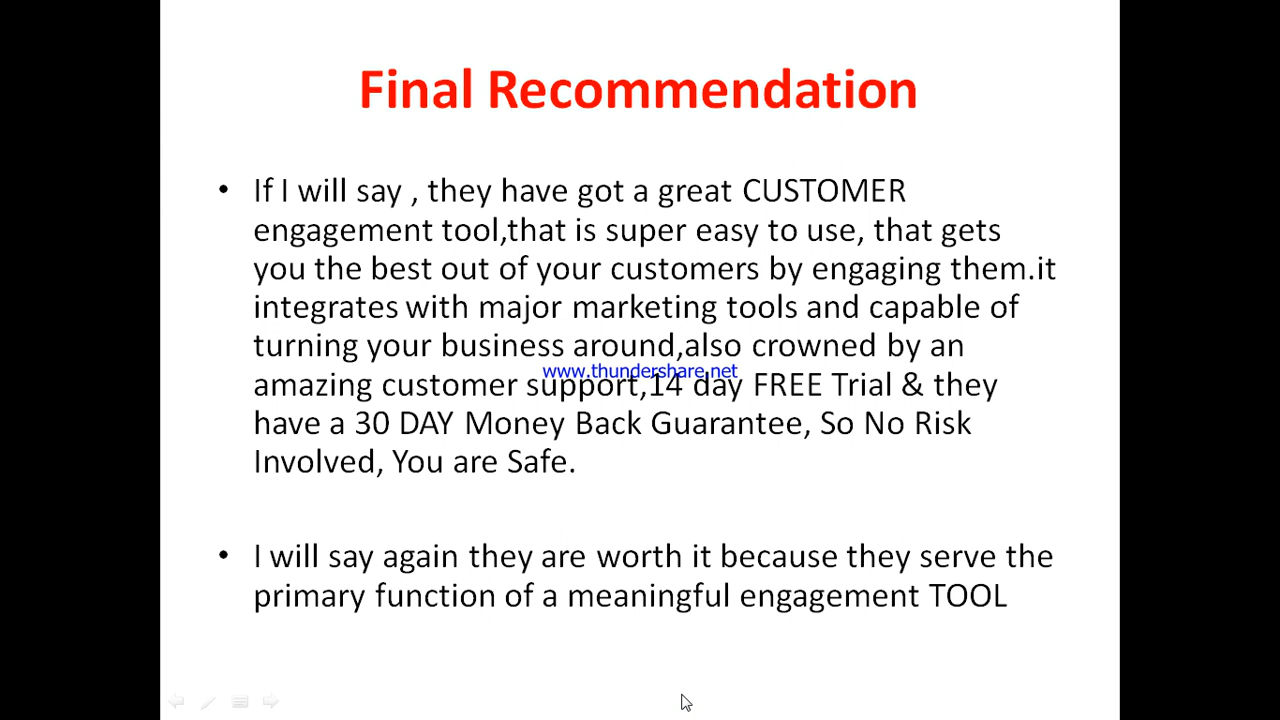 Final Recommendation
• If I will say , they have got a great CUSTOMER
engagement tool,that is super easy to use, that gets
you the best out of your customers by engaging them.it
integrates with major marketing tools and capable of
turning your business around,also crowned by an
www.thundershare.net
amazing customer support,14 day FREE Trial & they
have a 30 DAY Money Back Guarantee, So No Risk
Involved, You are Safe.
• I will say again they are worth it because they serve the
primary function of a meaningful engagement TOOL